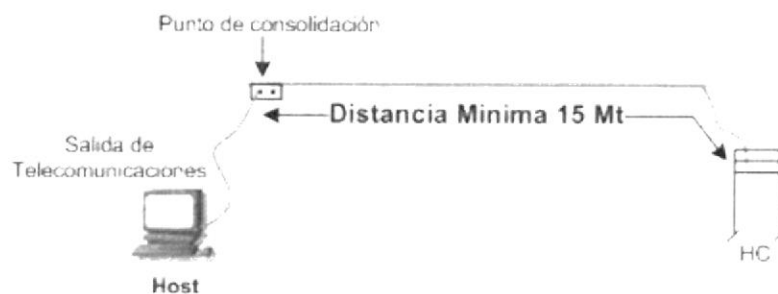 Punto de consolidación
Distancia Minima 15 Mt
Salida de
Telecomunicaciones
HC
Host